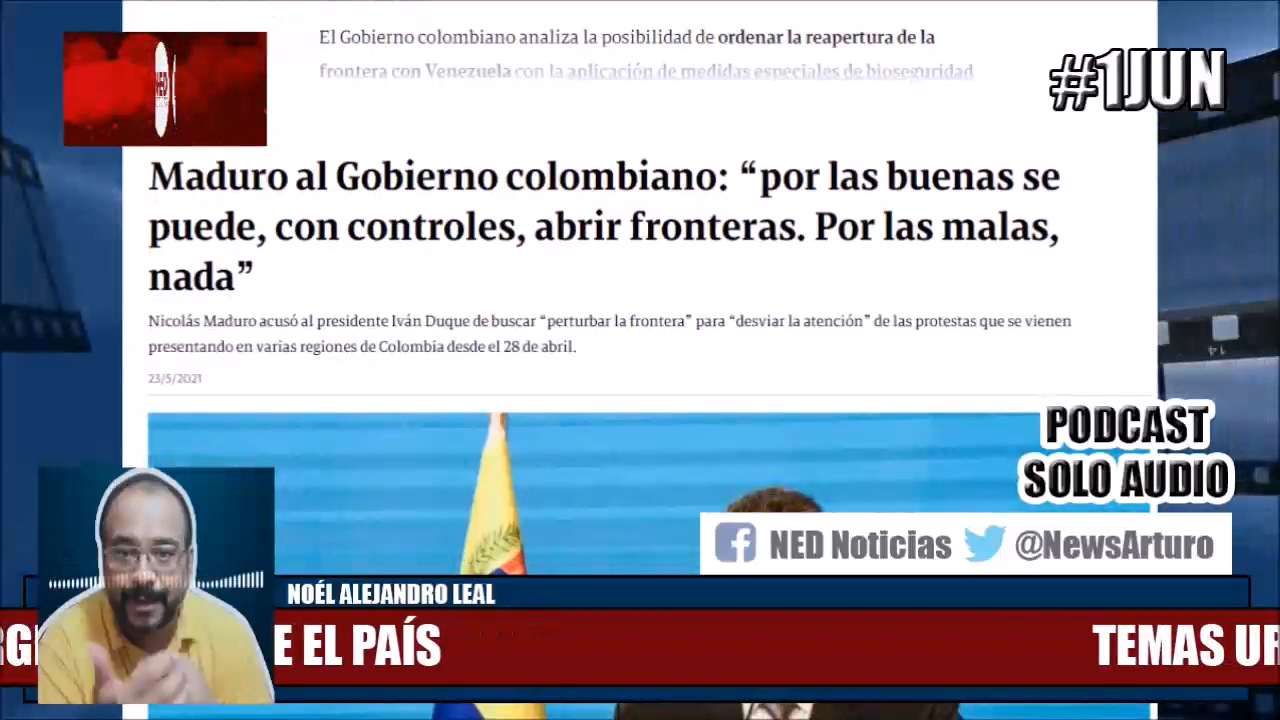 El Gobierno colombiano analiza la posibilidad de ordenar la reapertura de la
frontera con Venezuela con la aplicación de medidas especiales de bioseguridad
#1JUN
Maduro al Gobierno colombiano: “por las buenas se
puede, con controles, abrir fronteras. Por las malas,
nada”
Nicolás Maduro acusó al presidente Iván Duque de buscar “perturbar la frontera” para “desviar la atención” de las protestas que se vienen
presentando en varias regiones de Colombia desde el 28 de abril.
23/5/2021
PODCAST
SOLO AUDIO
NED Noticias @NewsArturo
NOÉL ALEJANDRO LEAL
E EL PAÍS TEMAS UR